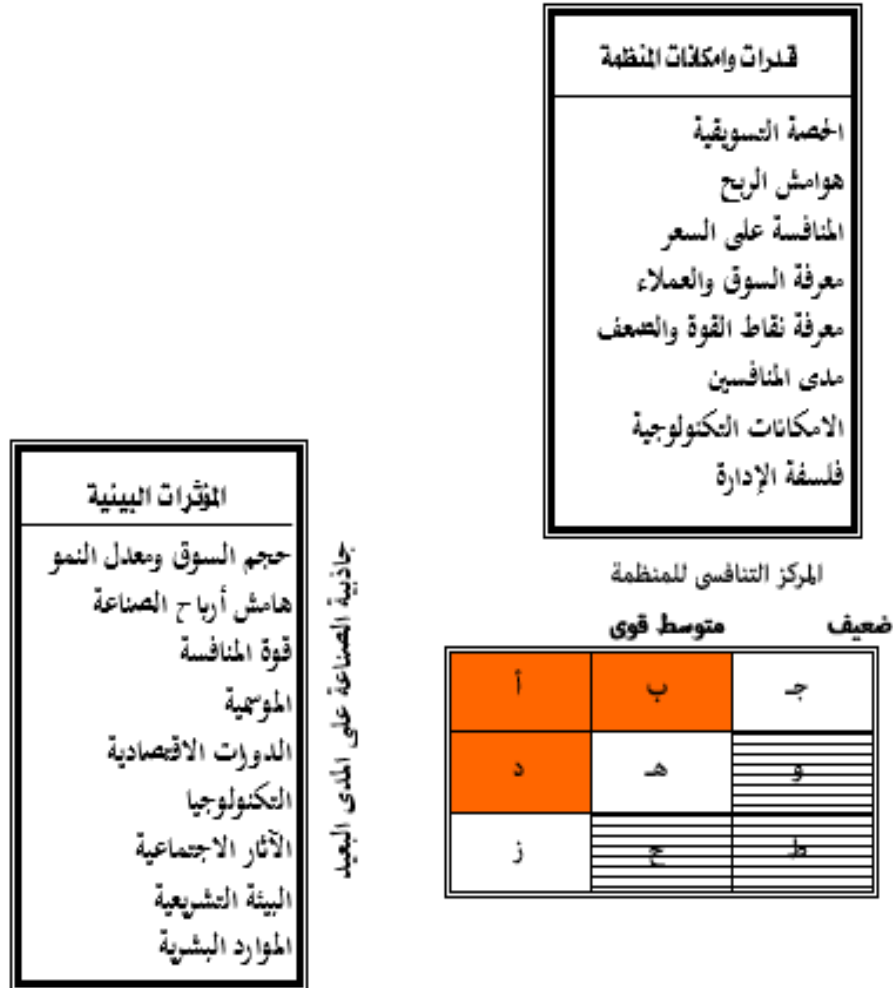 قدرات وامكانات المنظمة
الحصة التسويقية
هوامش الربح
المنافسة على السعر
معرفة السوق والعملاء
معرفة نقاط القوة والضعف
مدى المنافسين
الامكانات التكنولوجية
فلسفة الإدارة
المؤثرات البيئية
حجم السوق ومعدل النمو
هامش أرباح الصناعة
قوة المنافسة
الموسمية
الدورات الاقتصادية
التكنولوجيا
الآثار الاجتماعية
البيئة التشريعية
الموارد البشرية
جاذبية الصناعة على المدى البعيد
المركز التنافسى للمنظمة
ضعيف متوسط قوى
جـ ب أ
و هـ د
ط ح ز